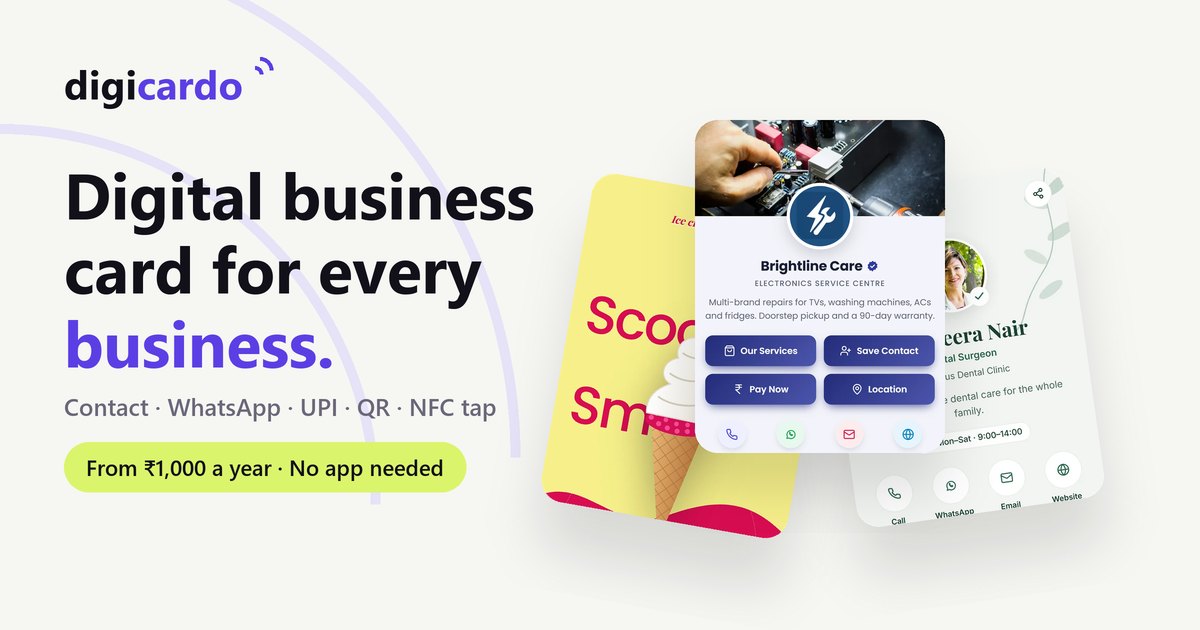 digicardo
Digital business
card for every
business.
Contact · WhatsApp · UPI · QR · NFC tap
From ₹1,000 a year · No app needed
Ice
Scoo
Sm
Brightline Care
ELECTRONICS SERVICE CENTRE
Multi-brand repairs for TVs, washing machines, ACs
and fridges. Doorstep pickup and a 90-day warranty.
Our Services
Save Contact
Pay Now
Location
eera Nair
tal Surgeon
us Dental Clinic
dental care for the whole
family.
Mon–Sat · 9:00–14:00
Call
WhatsApp
Email
Website